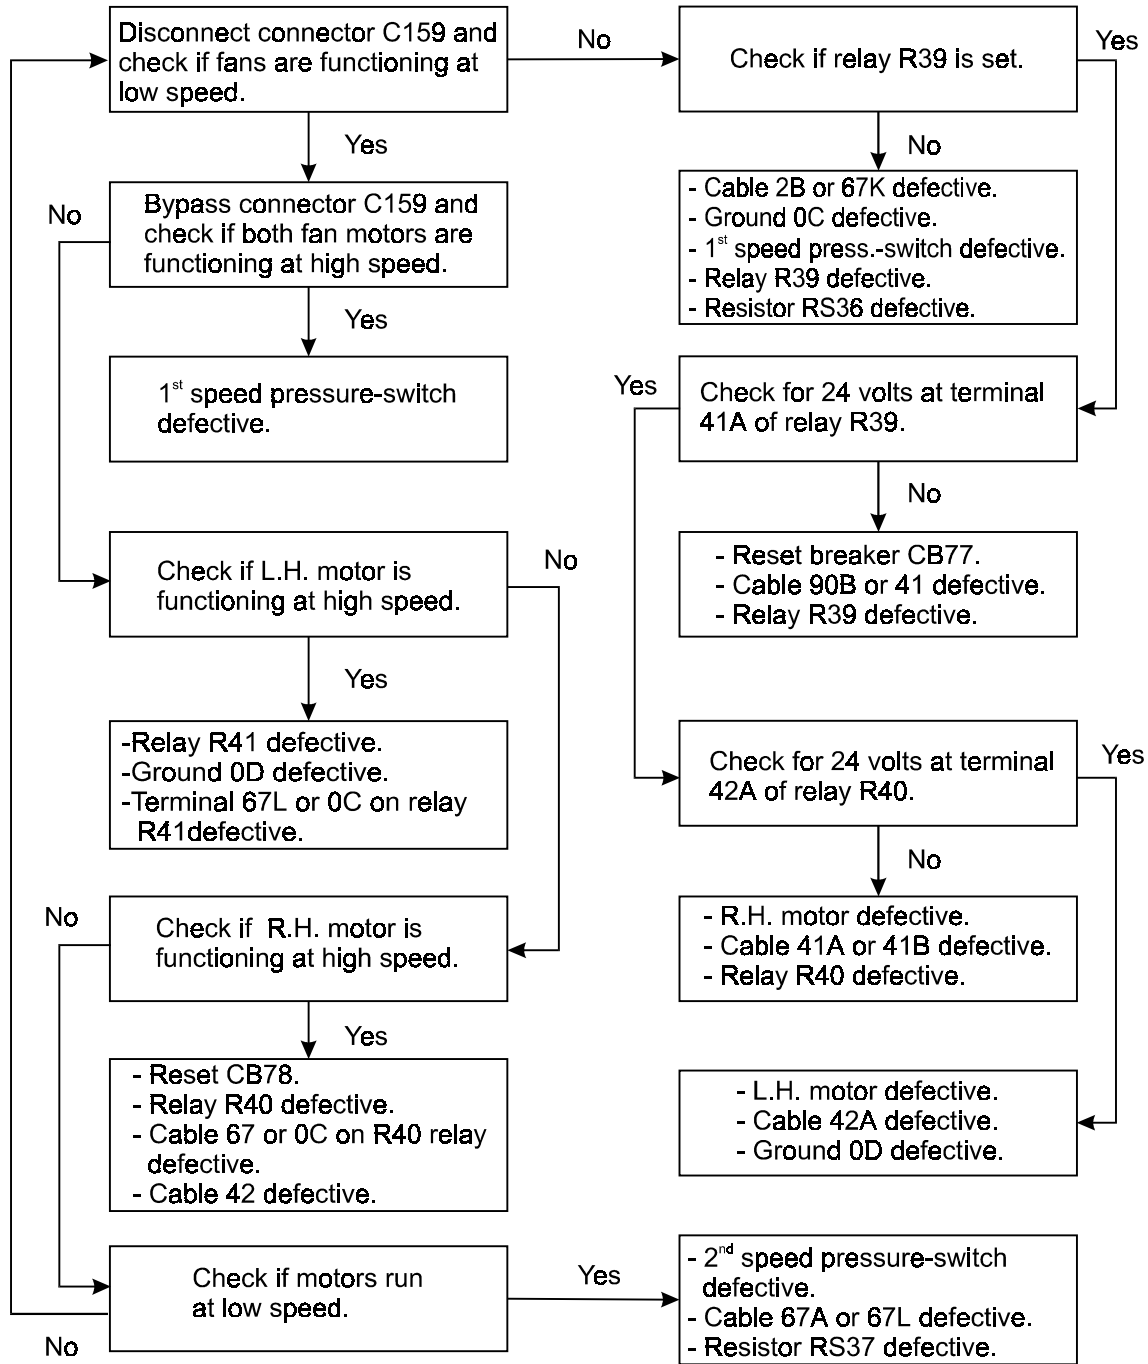 Disconnect connector C159 and
check if fans are functioning at
low speed.
No
Check if relay R39 is set.
Yes
Yes
No
Bypass connector C159 and
check if both fan motors are
functioning at high speed.
No
- Cable 2B or 67K defective.
- Ground 0C defective.
- 1st speed press.-switch defective.
- Relay R39 defective.
- Resistor RS36 defective.
Yes
1st speed pressure-switch
defective.
Yes
Check for 24 volts at terminal
41A of relay R39.
No
Check if L.H. motor is
functioning at high speed.
No
- Reset breaker CB77.
- Cable 90B or 41 defective.
- Relay R39 defective.
Yes
-Relay R41 defective.
-Ground 0D defective.
-Terminal 67L or 0C on relay
R41defective.
Check for 24 volts at terminal
42A of relay R40.
Yes
No
No
Check if R.H. motor is
functioning at high speed.
- R.H. motor defective.
- Cable 41A or 41B defective.
- Relay R40 defective.
Yes
- Reset CB78.
- Relay R40 defective.
- Cable 67 or 0C on R40 relay
defective.
- Cable 42 defective.
- L.H. motor defective.
- Cable 42A defective.
- Ground 0D defective.
Check if motors run
at low speed.
Yes
No
- 2nd speed pressure-switch
defective.
- Cable 67A or 67L defective.
- Resistor RS37 defective.